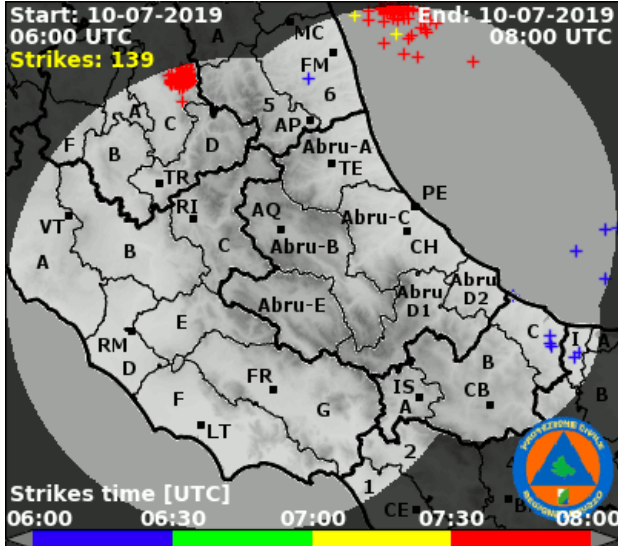 Start: 10-07-2019
06:00 UTC
Strikes: 139
End: 10-07-2019
08:00 UTC
A
MC
FM
5
6
A
C
AP
F
B
D
Abru-A
TE
TR
PE
VT
RI
AQ
Abru-C
A
B
C
Abru-B
CH
Abru-E
Abru
D1
Abru
D2
RM
E
C
I
A
D
B
FR
IS
A
CB
B
F
G
LT
2
1
CE
PROTEZIONE CIVILE
Strikes time [UTC]
06:00
06:30
07:00
07:30
08:00